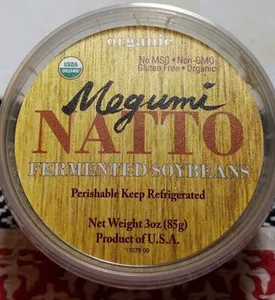 organic
USDA
ORGANIC
No MSG • Non-GMO
Gluten Free • Organic
Megumi
NATTO
FERMENTED SOYBEANS
Perishable Keep Refrigerated
Net Weight 3oz (85g)
Product of U.S.A.